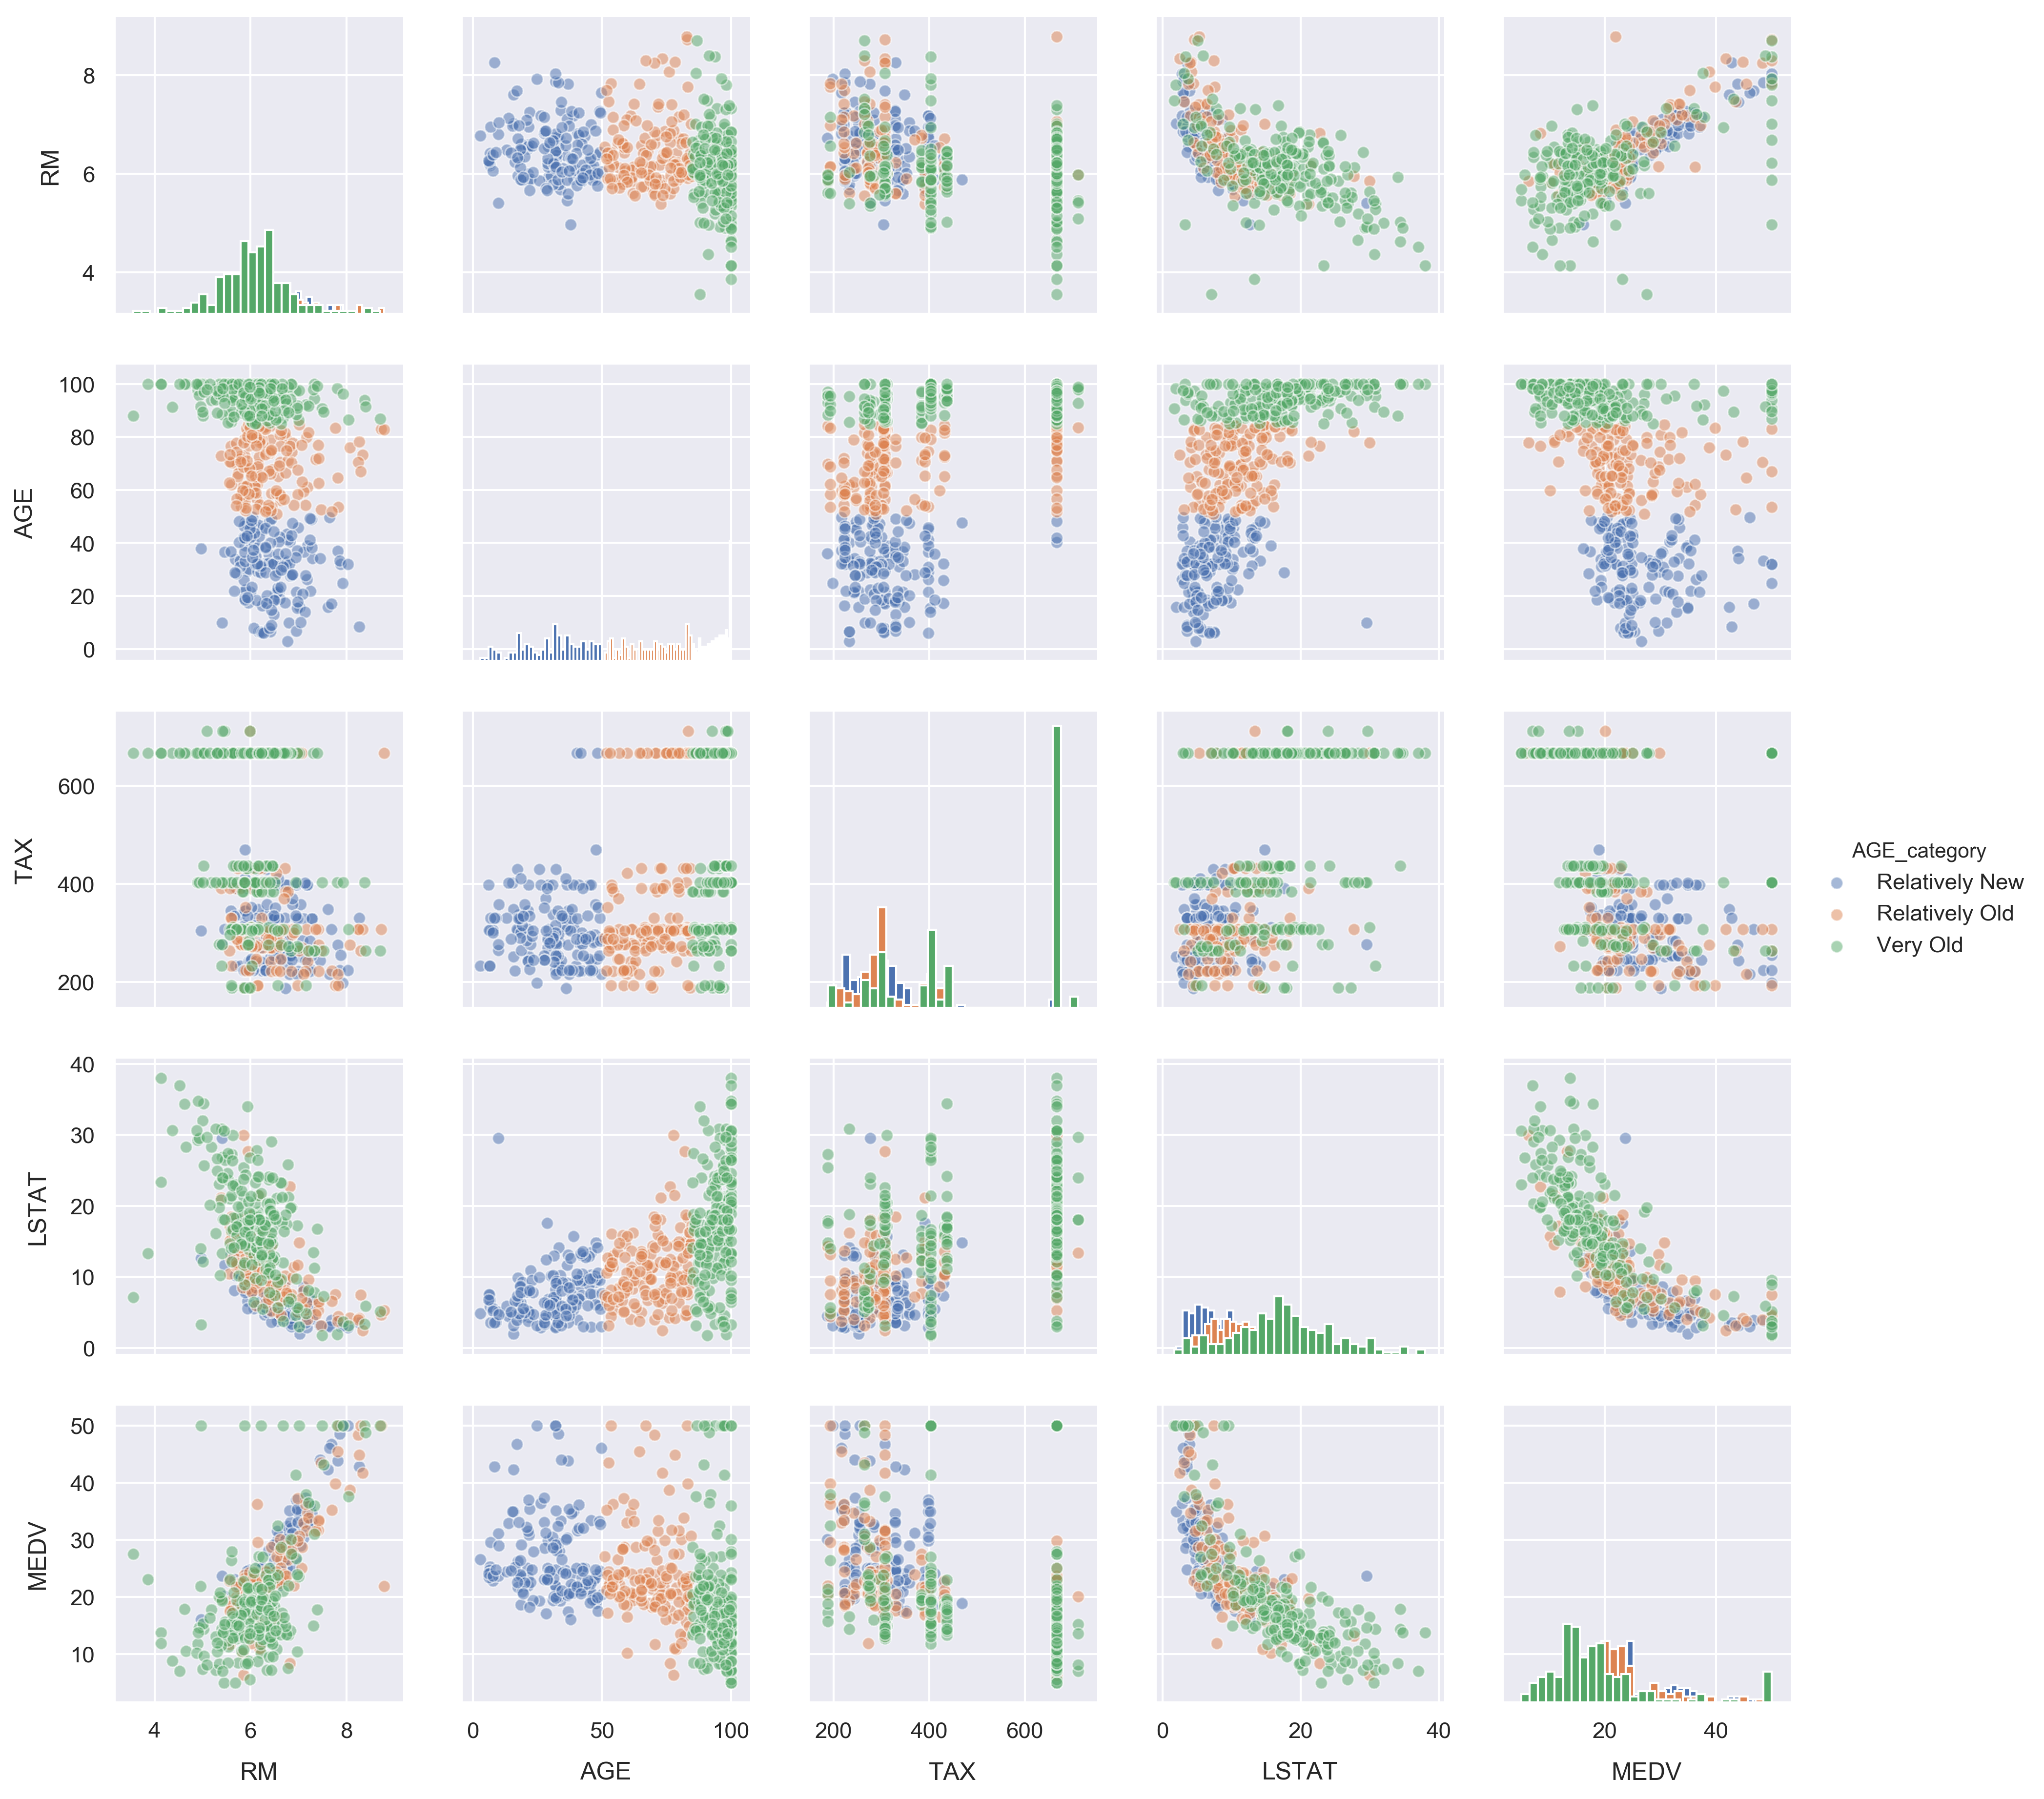 RM
8
6
4
AGE
100
80
60
40
20
0
TAX
600
400
200
AGE_category
Relatively New
Relatively Old
Very Old
LSTAT
40
30
20
10
0
MEDV
50
40
30
20
10
4 6 8
0 50 100
200 400 600
0 20 40
20 40
RM AGE TAX LSTAT MEDV